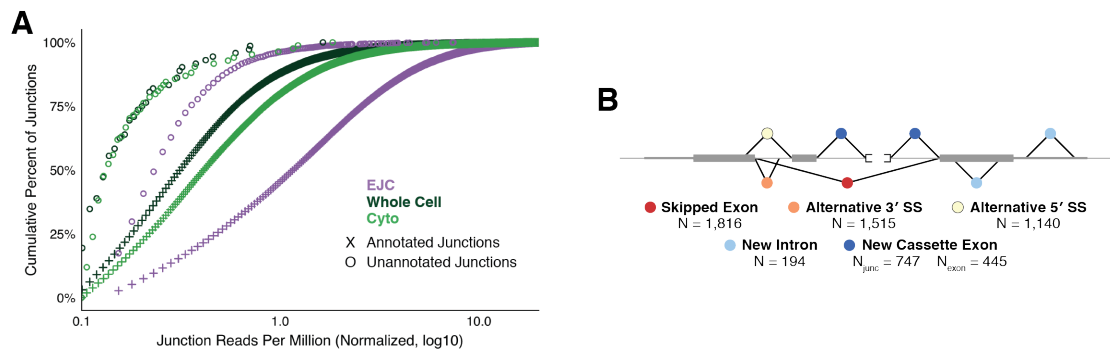 A
100%
75%
50%
25%
0%
Cumulative Percent of Junctions
0.1
1.0
10.0
Junction Reads Per Million (Normalized, log10)
EJC
Whole Cell
Cyto
X Annotated Junctions
O Unannotated Junctions
B
Skipped Exon
N = 1,816
Alternative 3′ SS
N = 1,515
Alternative 5′ SS
N = 1,140
New Intron
N = 194
New Cassette Exon
Njunc = 747 Nexon = 445